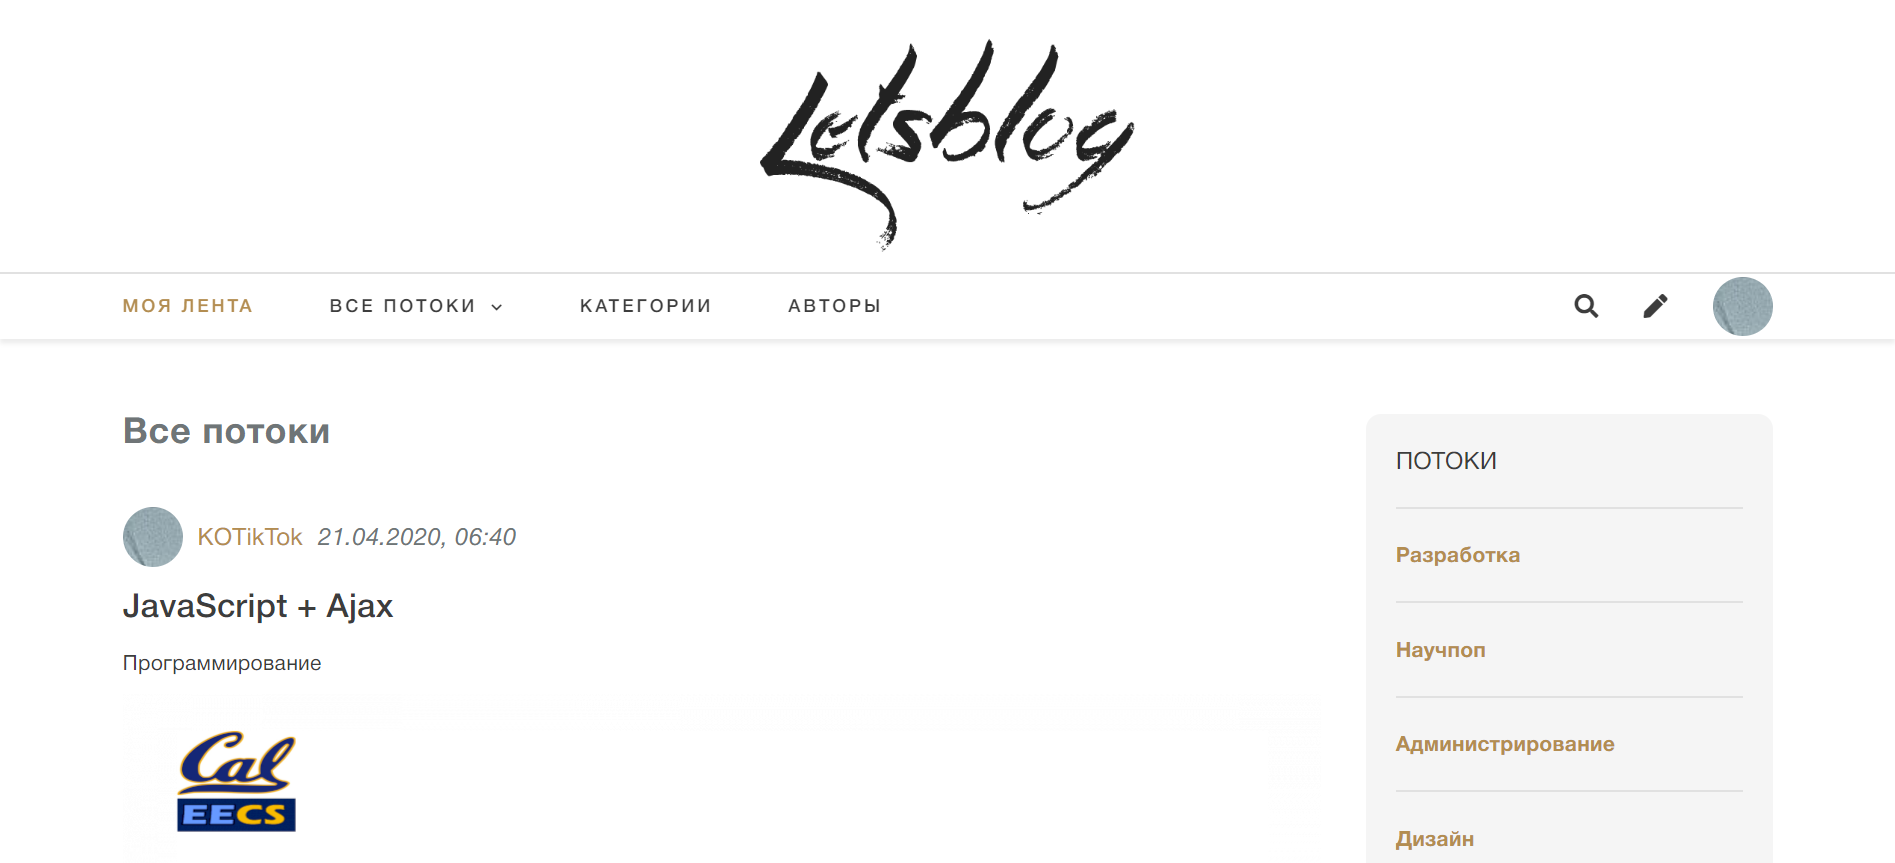 Letsblog
МОЯ ЛЕНТА ВСЕ ПОТОКИ КАТЕГОРИИ АВТОРЫ
Все потоки
KOTikTok 21.04.2020, 06:40
JavaScript + Ajax
Программирование
Cal
EECS
ПОТОКИ
Разработка
Научпоп
Администрирование
Дизайн